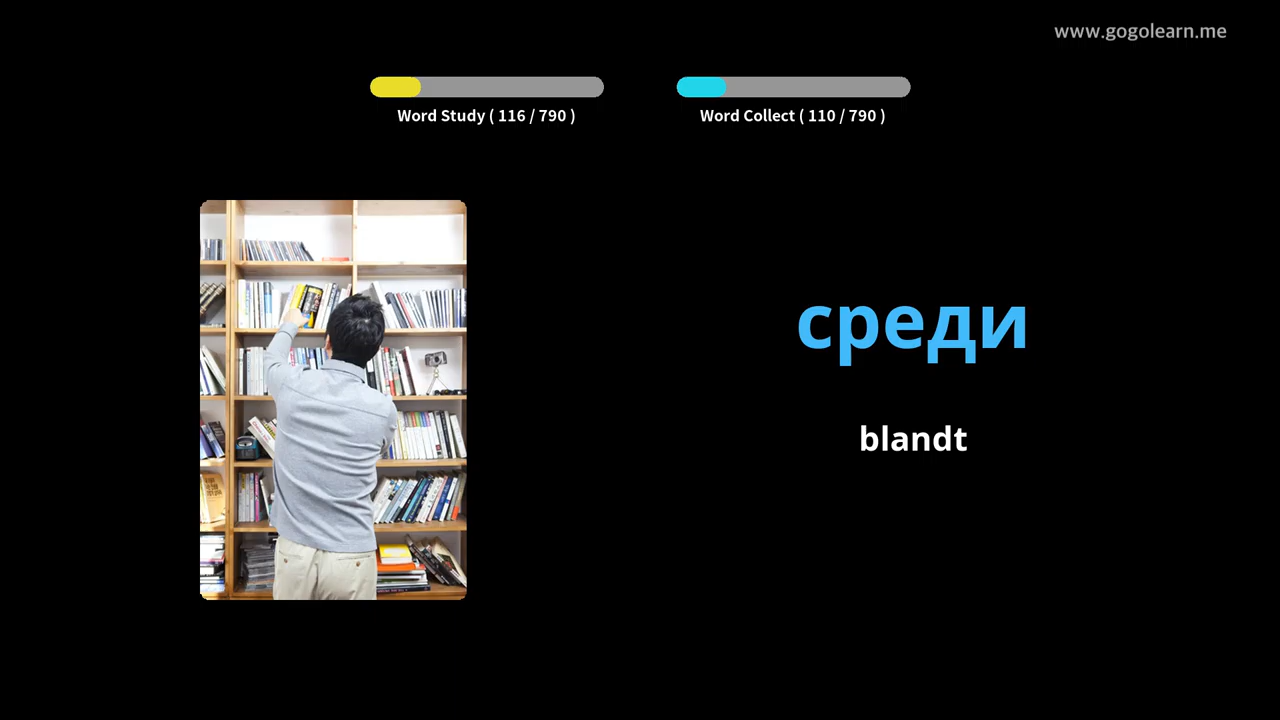 www.gogolearn.me
Word Study ( 116 / 790 )
Word Collect ( 110 / 790 )
среди
blandt